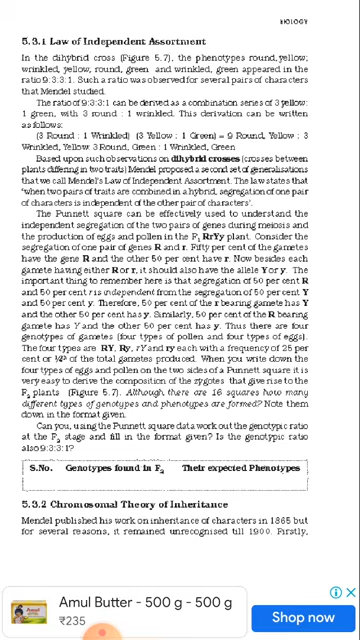 BIOLOGY
5.3.1 Law of Independent Assortment
In the dihybrid cross (Figure 5.7), the phenotypes round, yellow;
wrinkled, yellow, round, green and wrinkled, green appeared in the
ratio 9:3:3:1. Such a ratio was observed for several pairs of characters
that Mendel studied.
The ratio of 9:3:3:1 can be derived as a combination series of 3 yellow:
1 green, with 3 round : 1 wrinkled. This derivation can be written
as follows:
(3 Round : 1 Wrinkled) (3 Yellow : 1 Green) = 9 Round, Yellow : 3
Wrinkled, Yellow: 3 Round, Green : 1 Wrinkled, Green
Based upon such observations on dihybrid crosses (crosses between
plants differing in two traits) Mendel proposed a second set of generalisations
that we call Mendel's Law of Independent Assortment. The law states that
'when two pairs of traits are combined in a hybrid, segregation of one pair
of characters is independent of the other pair of characters'.
The Punnett square can be effectively used to understand the
independent segregation of the two pairs of genes during meiosis and
the production of eggs and pollen in the F1 RrYy plant. Consider the
segregation of one pair of genes R and r. Fifty per cent of the gametes
have the gene R and the other 50 per cent have r. Now besides each
gamete having either R or r, it should also have the allele Y or y. The
important thing to remember here is that segregation of 50 per cent R
and 50 per cent r is independent from the segregation of 50 per cent Y
and 50 per cent y. Therefore, 50 per cent of the r bearing gamete has Y
and the other 50 per cent has y. Similarly, 50 per cent of the R bearing
gamete has Y and the other 50 per cent has y. Thus there are four
genotypes of gametes (four types of pollen and four types of eggs).
The four types are RY, Ry, rY and ry each with a frequency of 25 per
cent or of the total gametes produced. When you write down the
four types of eggs and pollen on the two sides of a Punnett square it is
very easy to derive the composition of the zygotes that give rise to the
F2 plants (Figure 5.7). Although there are 16 squares how many
different types of genotypes and phenotypes are formed? Note them
down in the format given.
Can you, using the Punnett square data work out the genotypic ratio
at the F2 stage and fill in the format given? Is the genotypic ratio
also 9:3:3:1?
S.No. Genotypes found in F2 Their expected Phenotypes
5.3.2 Chromosomal Theory of Inheritance
Mendel published his work on inheritance of characters in 1865 but
for several reasons, it remained unrecognised till 1900. Firstly,
Amul Butter - 500 g - 500 g
₹235
Shop now